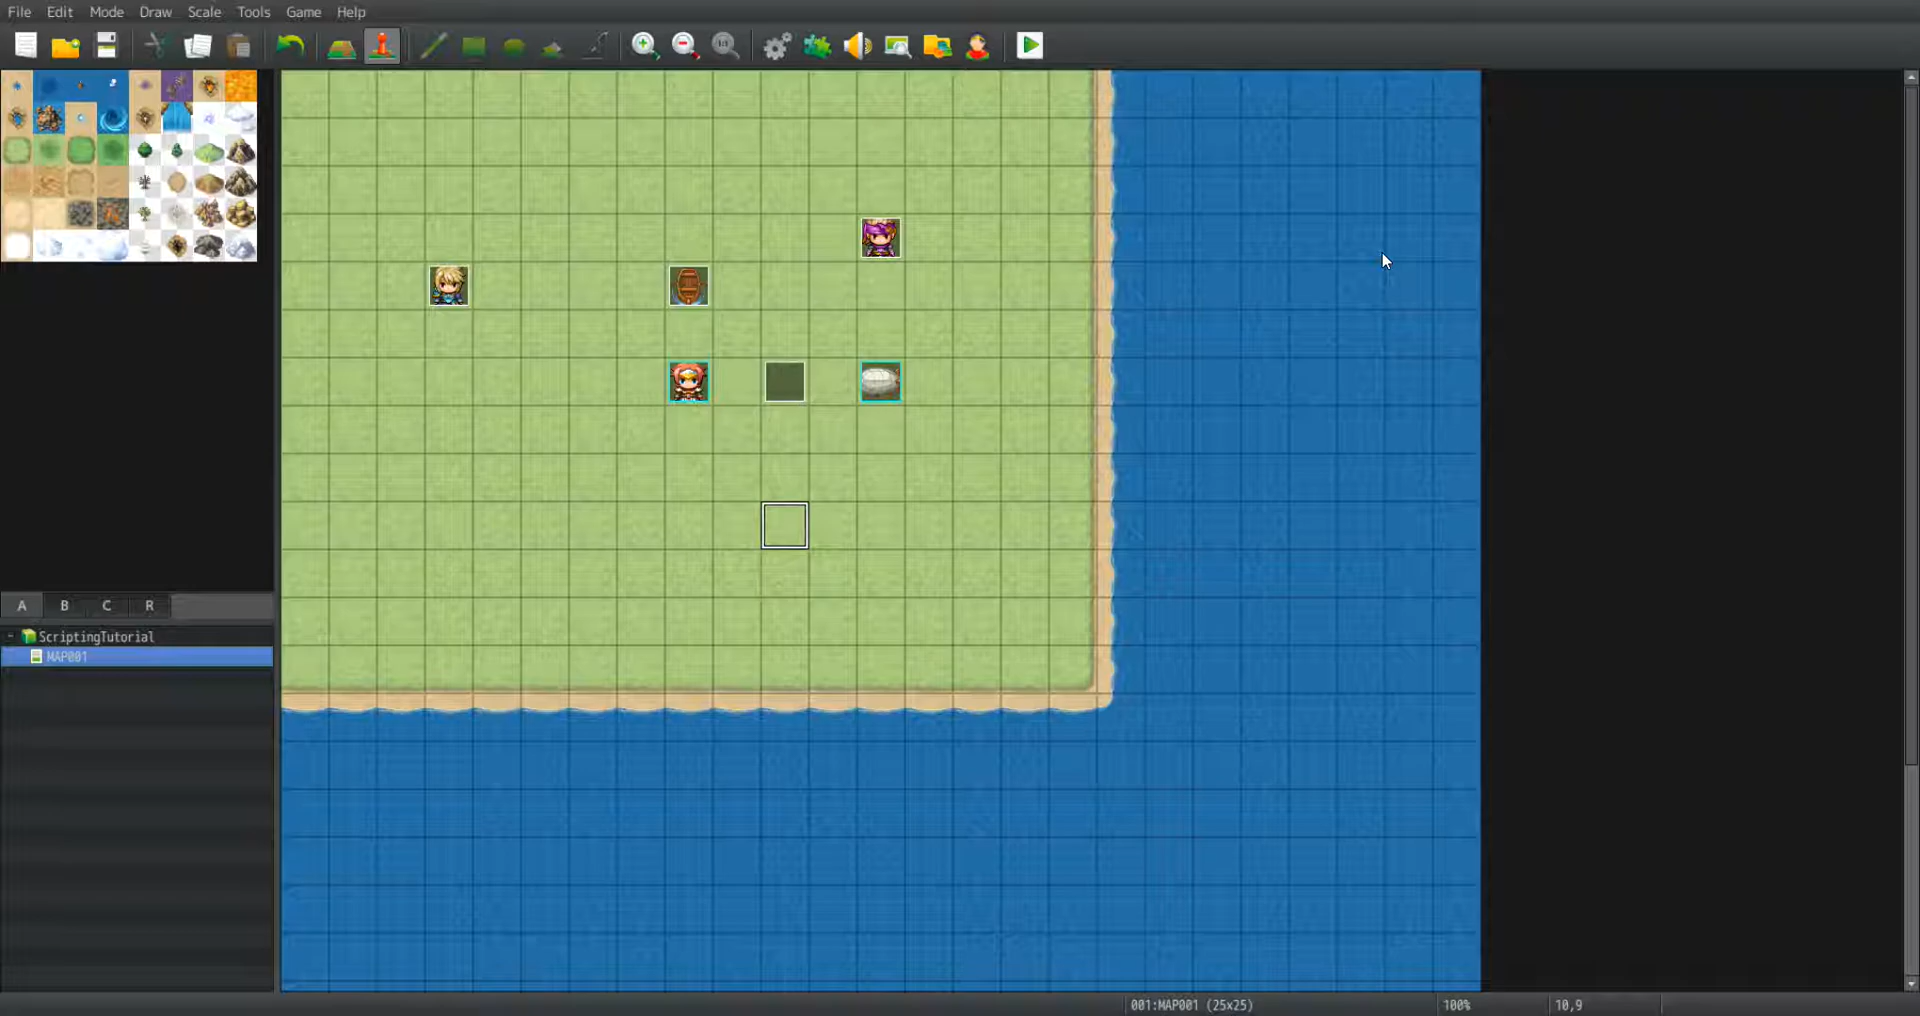 File Edit Mode Draw Scale Tools Game Help
A B C R
ScriptingTutorial
MAP001
001:MAP001 (25x25) 100% 10,9